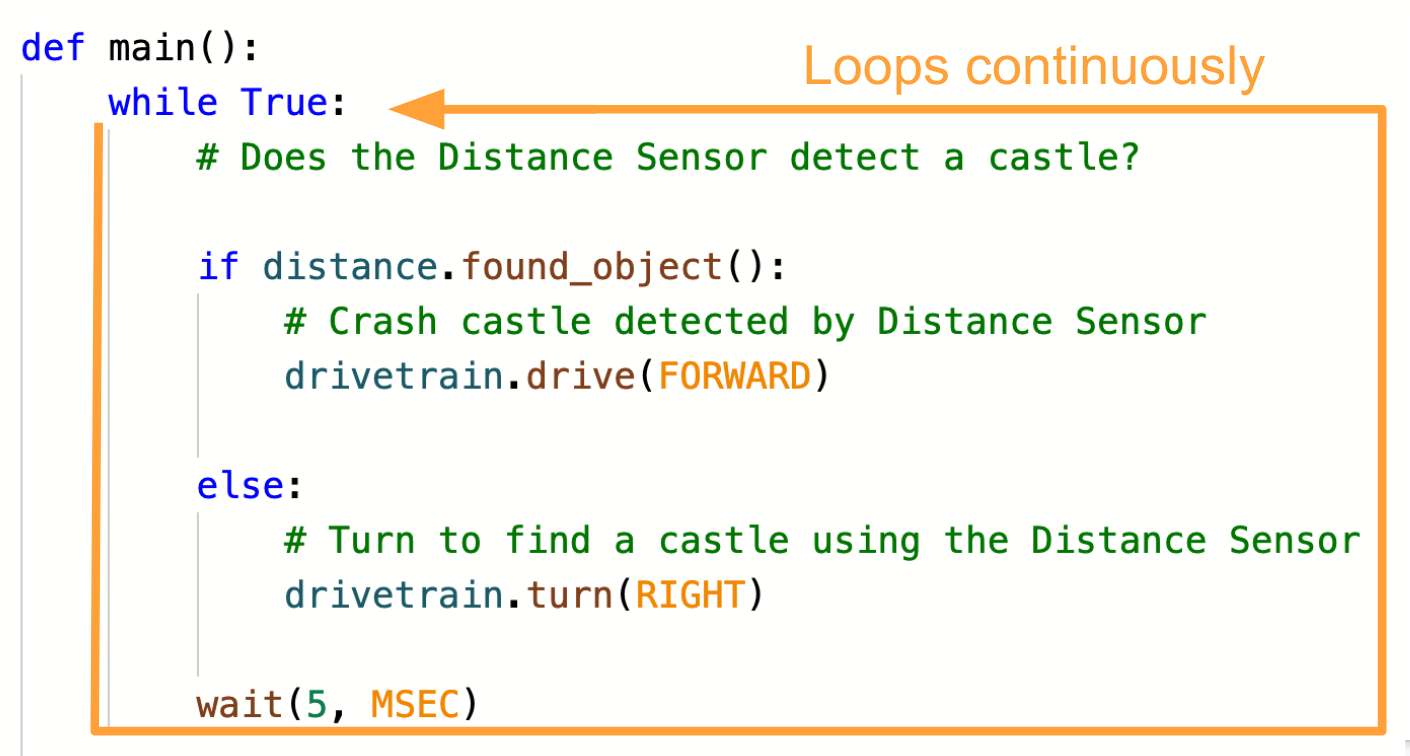 def main():
Loops continuously
while True:
# Does the Distance Sensor detect a castle?
if distance.found_object():
# Crash castle detected by Distance Sensor
drivetrain.drive(FORWARD)
else:
# Turn to find a castle using the Distance Sensor
drivetrain.turn(RIGHT)
wait(5, MSEC)